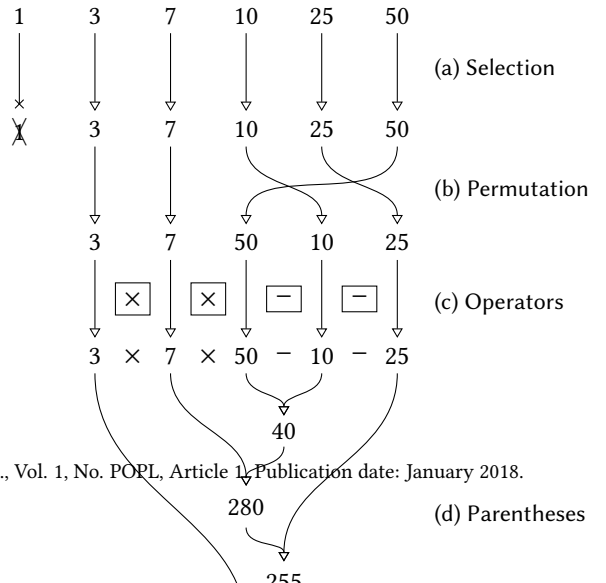 1 3 7 10 25 50
(a) Selection
1 3 7 10 25 50
(b) Permutation
3 7 50 10 25
× × − −
(c) Operators
3 × 7 × 50 − 10 − 25
40
., Vol. 1, No. POPL, Article 1. Publication date: January 2018.
280
(d) Parentheses
255